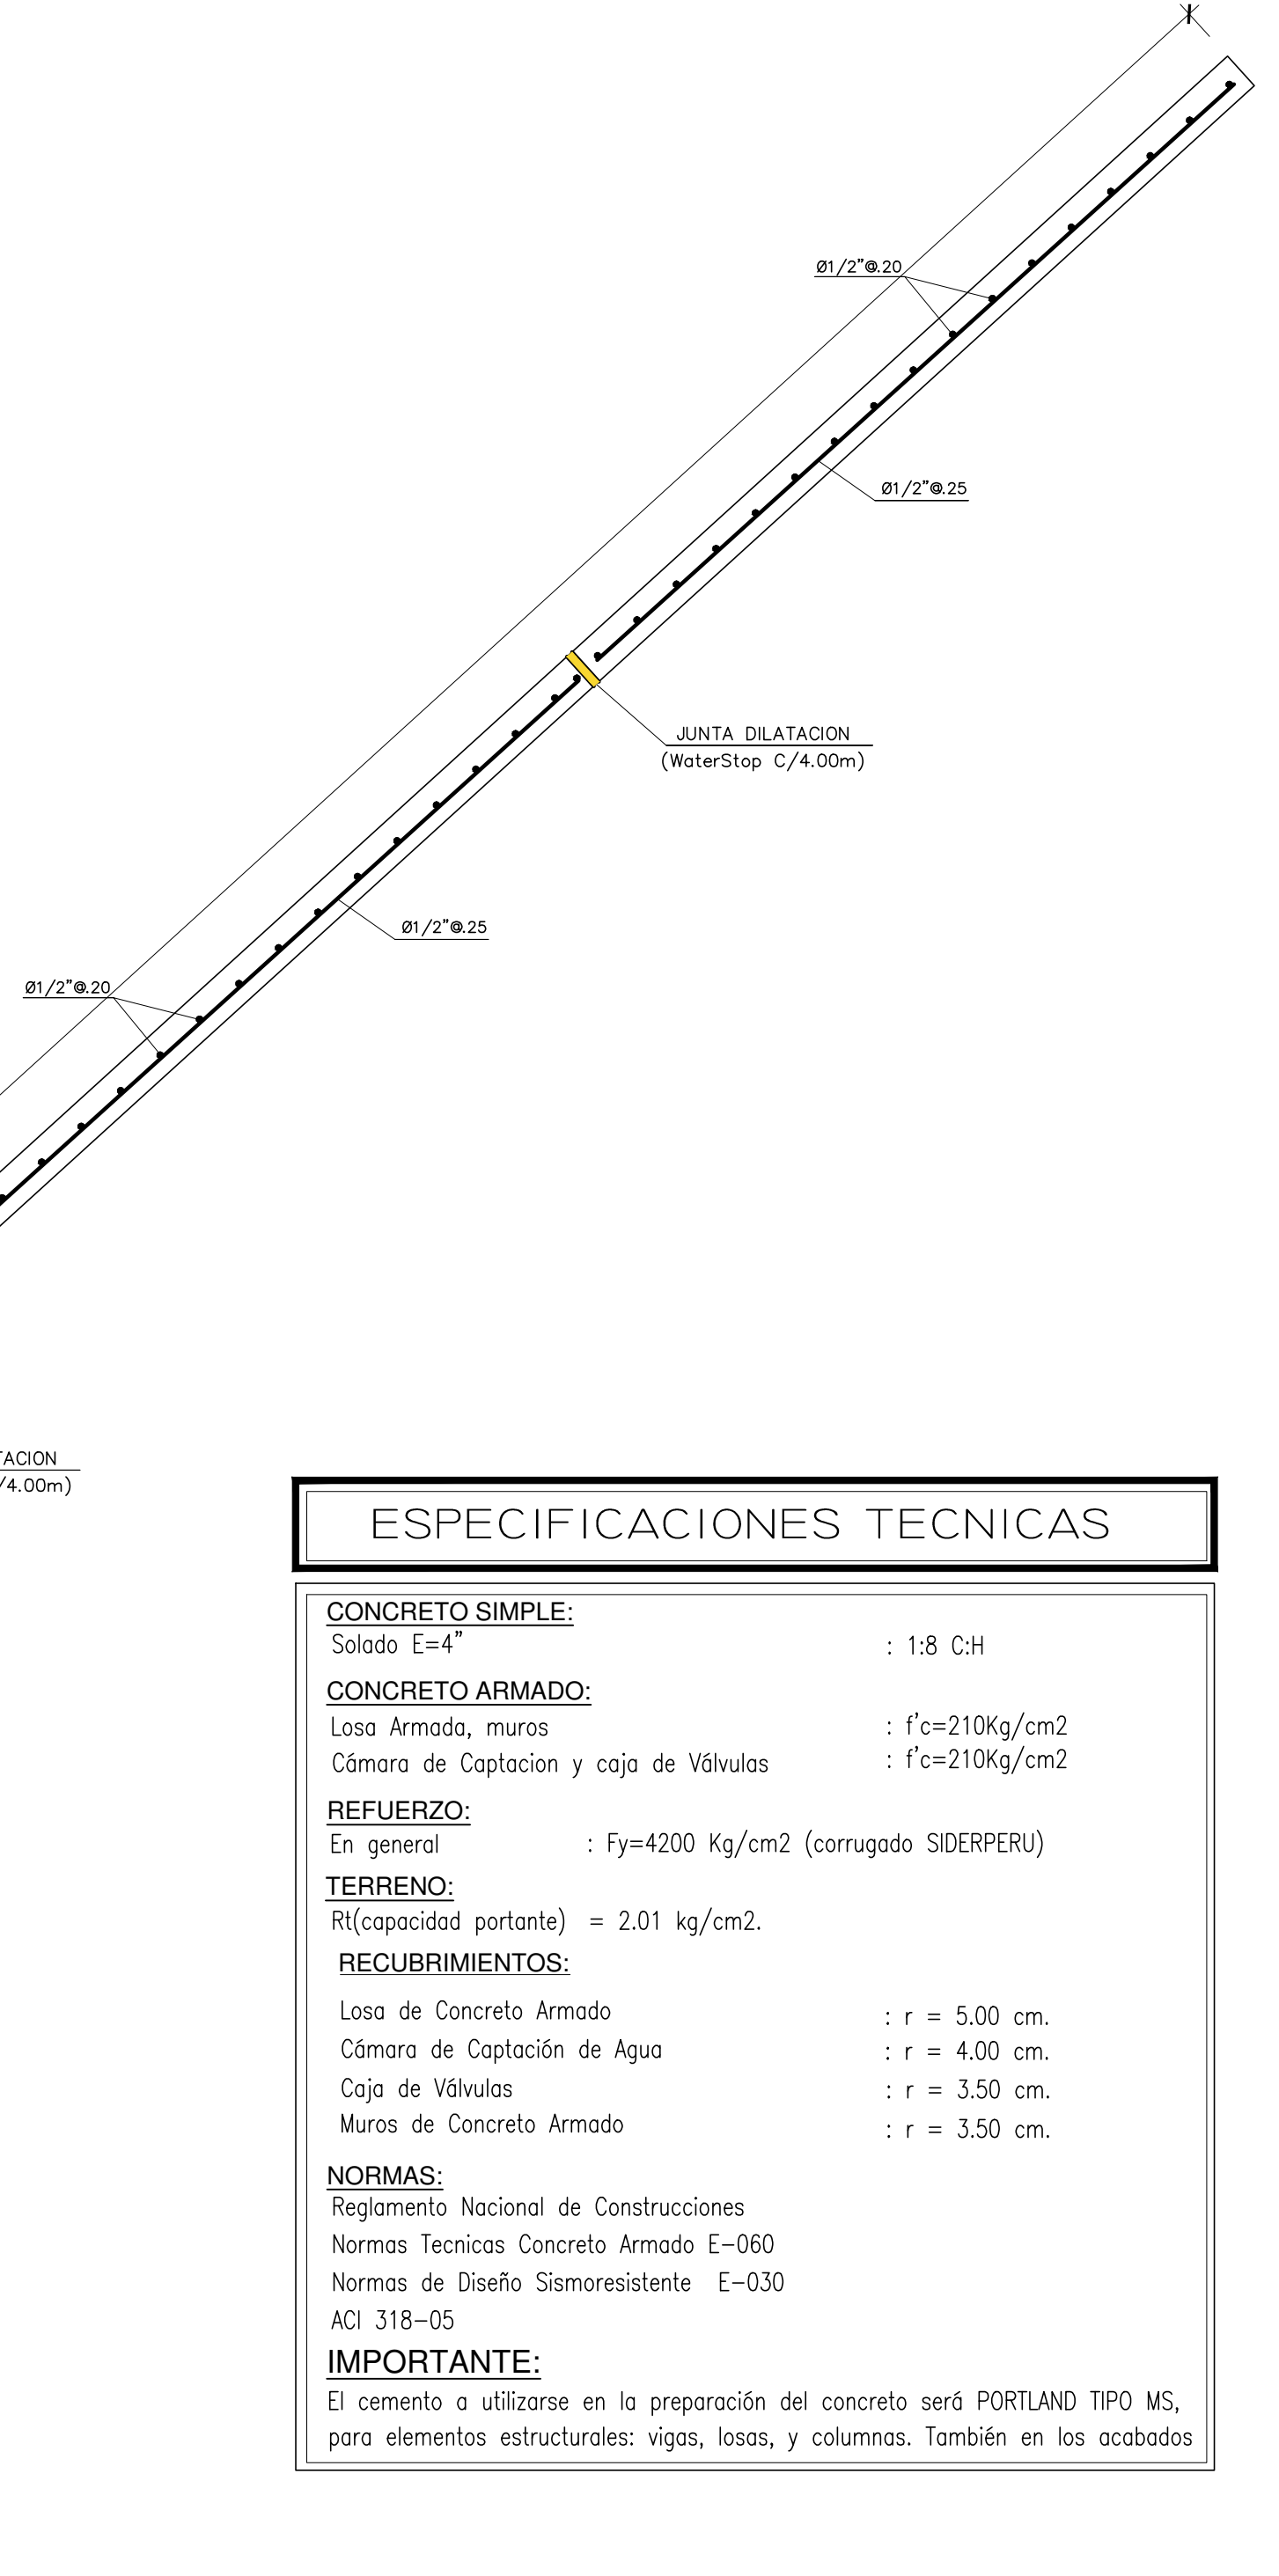 Ø1/2"@.20
Ø1/2"@.25
JUNTA DILATACION
(WaterStop C/4.00m)
Ø1/2"@.25
Ø1/2"@.20
TACION
/4.00m)
ESPECIFICACIONES TECNICAS
CONCRETO SIMPLE:
Solado E=4" : 1:8 C:H
CONCRETO ARMADO:
Losa Armada, muros : f'c=210Kg/cm2
Cámara de Captacion y caja de Válvulas : f'c=210Kg/cm2
REFUERZO:
En general : Fy=4200 Kg/cm2 (corrugado SIDERPERU)
TERRENO:
Rt(capacidad portante) = 2.01 kg/cm2.
RECUBRIMIENTOS:
Losa de Concreto Armado : r = 5.00 cm.
Cámara de Captación de Agua : r = 4.00 cm.
Caja de Válvulas : r = 3.50 cm.
Muros de Concreto Armado : r = 3.50 cm.
NORMAS:
Reglamento Nacional de Construcciones
Normas Tecnicas Concreto Armado E-060
Normas de Diseño Sismoresistente E-030
ACI 318-05
IMPORTANTE:
El cemento a utilizarse en la preparación del concreto será PORTLAND TIPO MS,
para elementos estructurales: vigas, losas, y columnas. También en los acabados